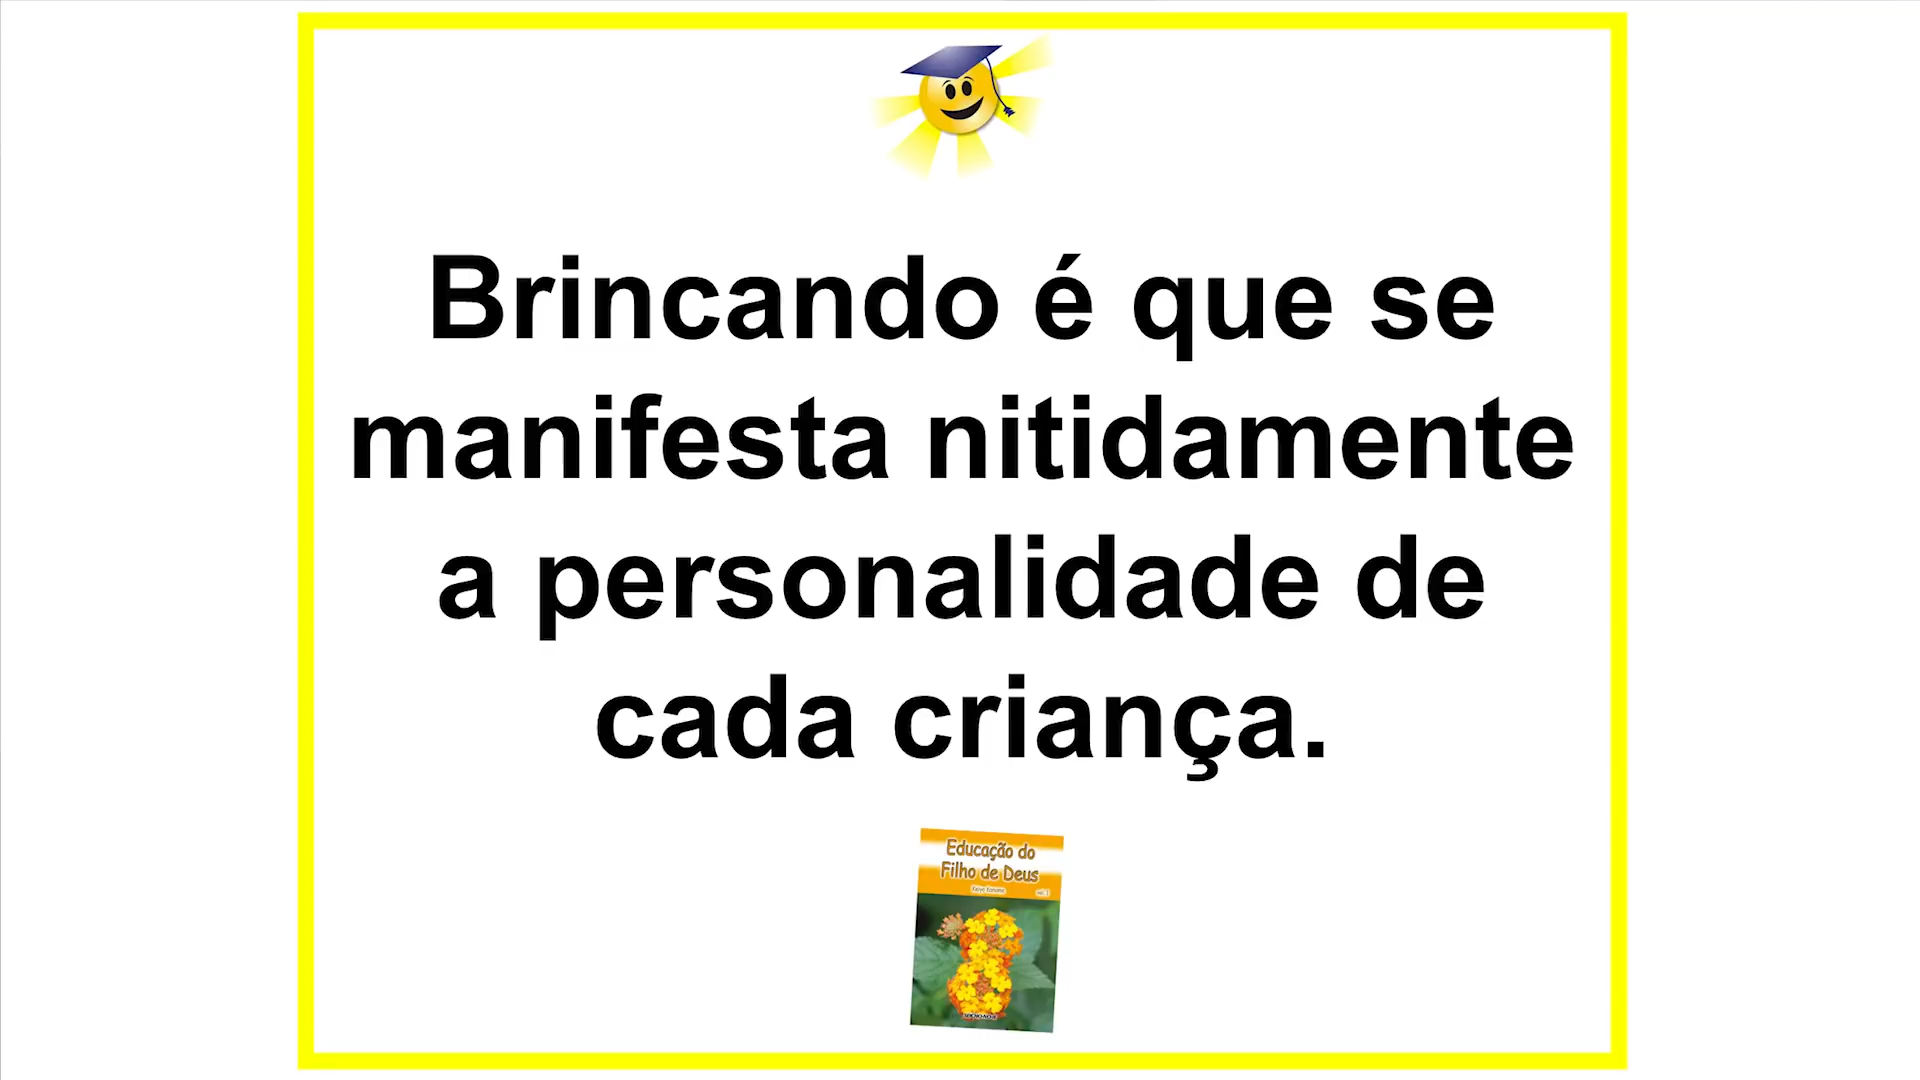 Brincando é que se
manifesta nitidamente
a personalidade de
cada criança.
Educação do
Filho de Deus